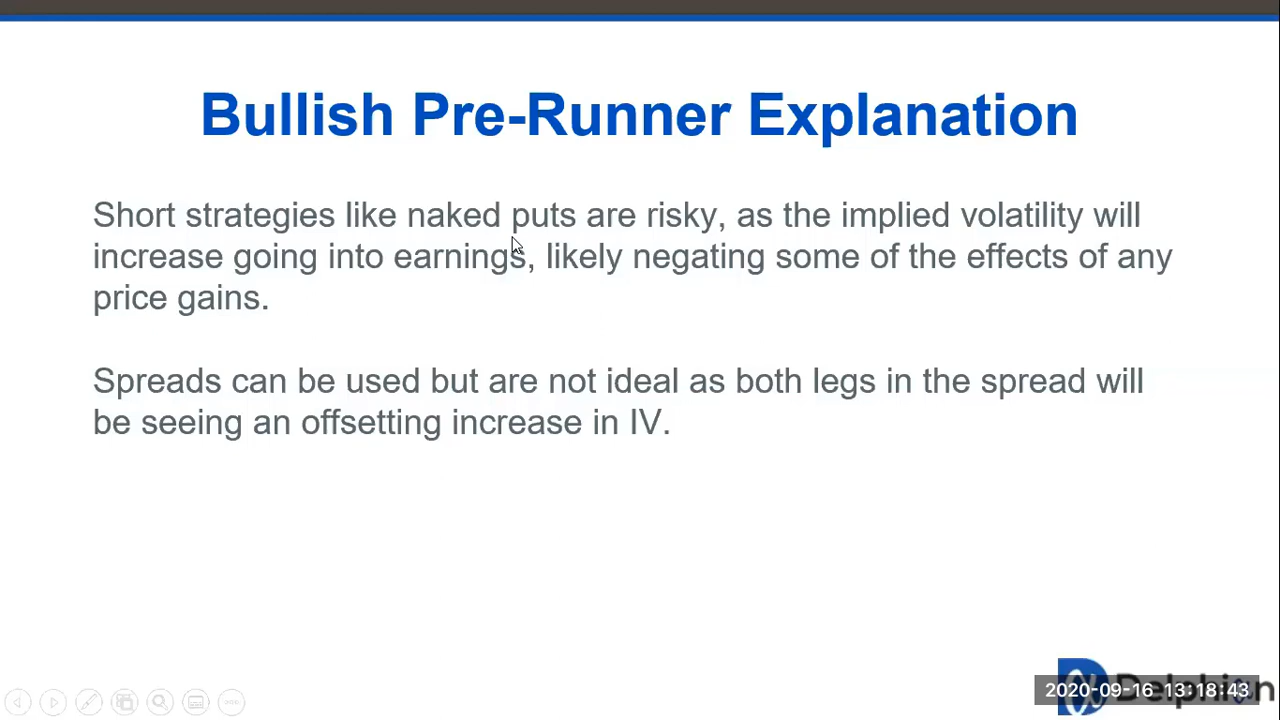 Bullish Pre-Runner Explanation
Short strategies like naked puts are risky, as the implied volatility will
increase going into earnings, likely negating some of the effects of any
price gains.
Spreads can be used but are not ideal as both legs in the spread will
be seeing an offsetting increase in IV.
2020-09-16 13:18:43